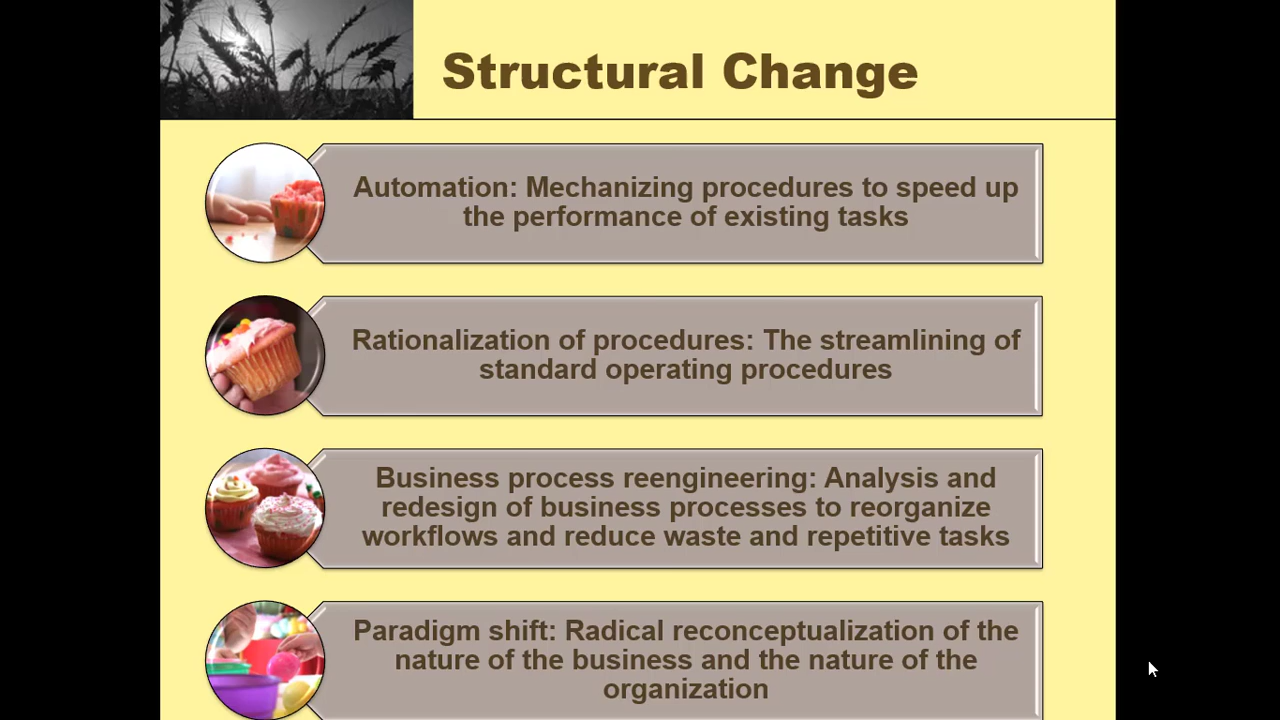 Structural Change
Automation: Mechanizing procedures to speed up
the performance of existing tasks
Rationalization of procedures: The streamlining of
standard operating procedures
Business process reengineering: Analysis and
redesign of business processes to reorganize
workflows and reduce waste and repetitive tasks
Paradigm shift: Radical reconceptualization of the
nature of the business and the nature of the
organization